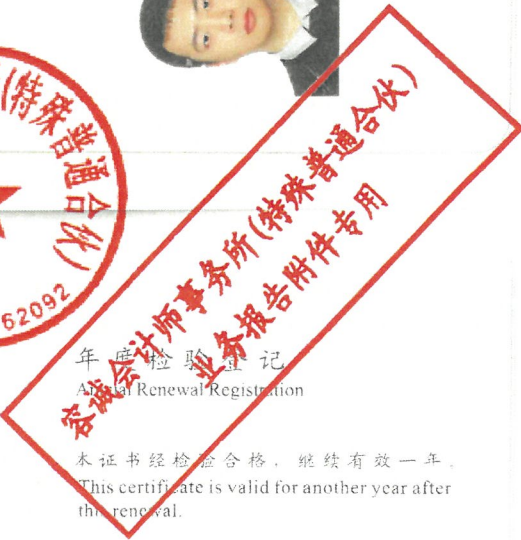 (特殊普通合伙)
62092
容诚会计师事务所(特殊普通合伙)
业务报告附件专用
年度检验登记
Annual Renewal Registration
本证书经检验合格，继续有效一年。
This certificate is valid for another year after
this renewal.